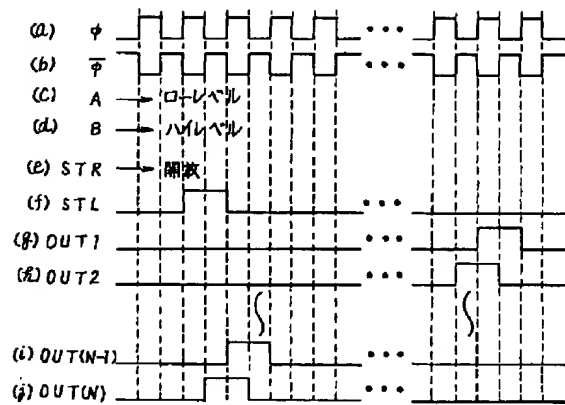 (a) φ
(b) φ̅
(c) A → ローレベル
(d) B → ハイレベル
(e) STR → 開放
(f) STL
(g) OUT1
(h) OUT2
(i) OUT(N-1)
(j) OUT(N)